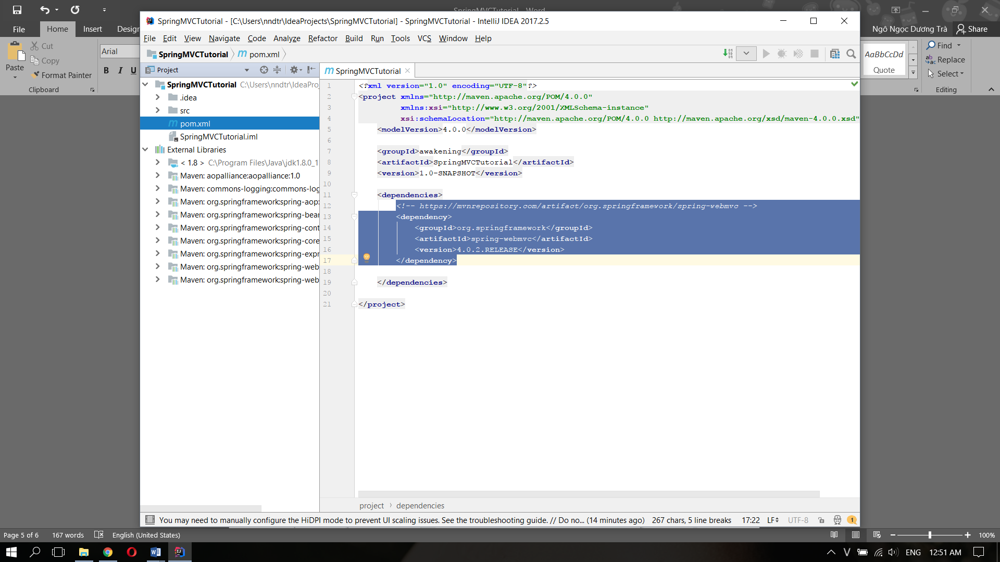 SpringMVCTutorial - Word
File Home Insert Design
Ngô Ngọc Dương Trà Share
Paste
Cut
Copy
Format Painter
Clipboard
Arial
B I U
AaBbCcDd
Quote
Find
Replace
Select
Editing
SpringMVCTutorial - [C:\Users\nndtr\IdeaProjects\SpringMVCTutorial] - SpringMVCTutorial - IntelliJ IDEA 2017.2.5
File Edit View Navigate Code Analyze Refactor Build Run Tools VCS Window Help
SpringMVCTutorial pom.xml
Project
SpringMVCTutorial C:\Users\nndtr\IdeaPro
.idea
src
pom.xml
SpringMVCTutorial.iml
External Libraries
< 1.8 > C:\Program Files\Java\jdk1.8.0_1
Maven: aopalliance:aopalliance:1.0
Maven: commons-logging:commons-log
Maven: org.springframework:spring-aop:
Maven: org.springframework:spring-bear
Maven: org.springframework:spring-cont
Maven: org.springframework:spring-core
Maven: org.springframework:spring-expr
Maven: org.springframework:spring-web
Maven: org.springframework:spring-web
SpringMVCTutorial
1 <?xml version="1.0" encoding="UTF-8"?>
2 <project xmlns="http://maven.apache.org/POM/4.0.0"
3 xmlns:xsi="http://www.w3.org/2001/XMLSchema-instance"
4 xsi:schemaLocation="http://maven.apache.org/POM/4.0.0 http://maven.apache.org/xsd/maven-4.0.0.xsd"
5 <modelVersion>4.0.0</modelVersion>
6
7 <groupId>awakening</groupId>
8 <artifactId>SpringMVCTutorial</artifactId>
9 <version>1.0-SNAPSHOT</version>
10
11 <dependencies>
12 <!-- https://mvnrepository.com/artifact/org.springframework/spring-webmvc -->
13 <dependency>
14 <groupId>org.springframework</groupId>
15 <artifactId>spring-webmvc</artifactId>
16 <version>4.0.2.RELEASE</version>
17 </dependency>
18
19 </dependencies>
20
21 </project>
project › dependencies
You may need to manually configure the HiDPI mode to prevent UI scaling issues. See the troubleshooting guide. // Do no... (14 minutes ago) 267 chars, 5 line breaks 17:22 LF UTF-8 1
Page 5 of 6 167 words English (United States) 100%
ENG 12:51 AM